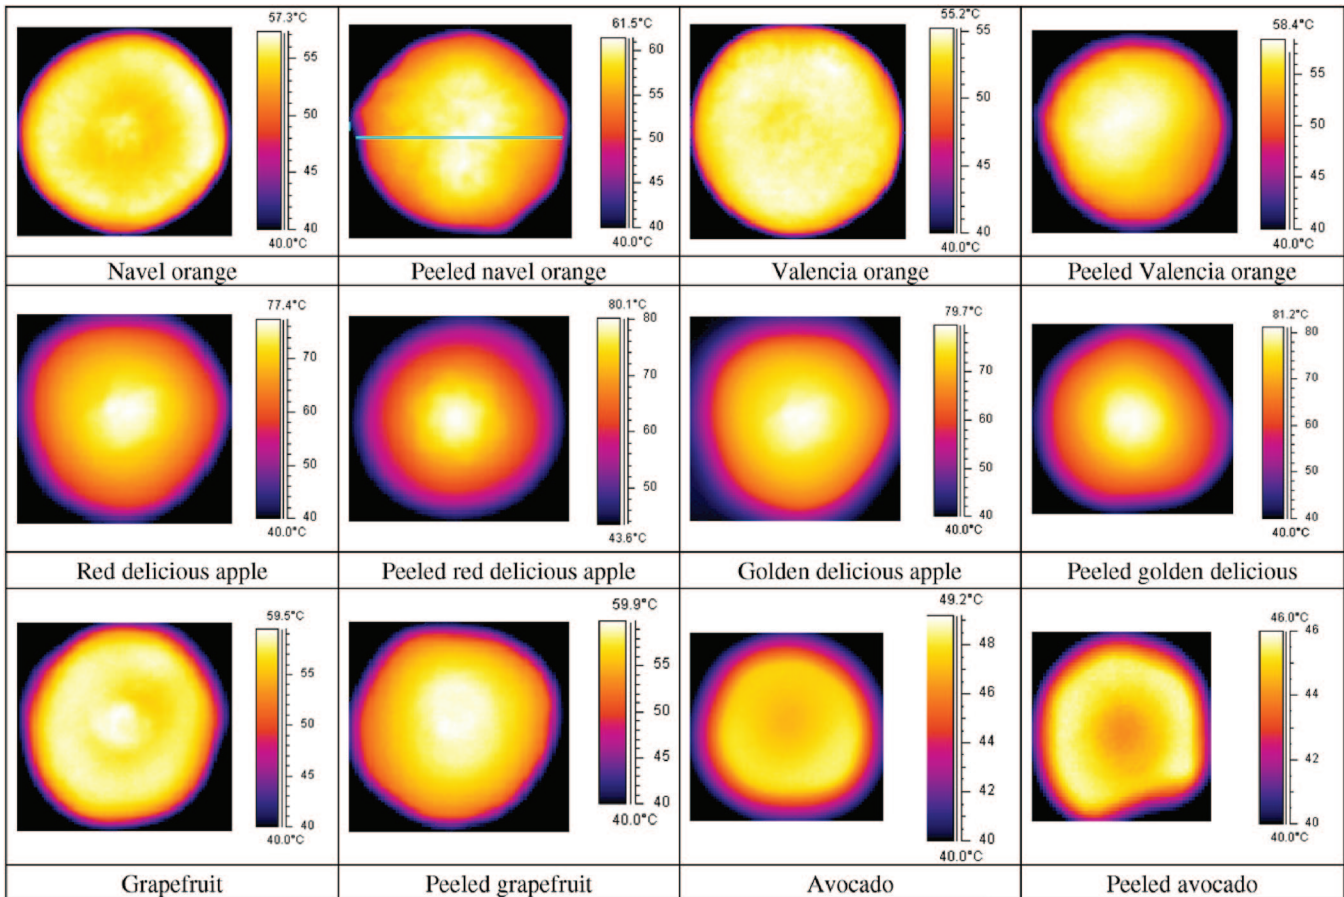 57.3°C
55
50
45
40
40.0°C
Navel orange
61.5°C
60
55
50
45
40
40.0°C
Peeled navel orange
55.2°C
55
50
45
40
40.0°C
Valencia orange
58.4°C
55
50
45
40
40.0°C
Peeled Valencia orange
77.4°C
70
60
50
40
40.0°C
Red delicious apple
80.1°C
80
70
60
50
43.6°C
Peeled red delicious apple
79.7°C
70
60
50
40
40.0°C
Golden delicious apple
81.2°C
80
70
60
50
40
40.0°C
Peeled golden delicious
59.5°C
55
50
45
40
40.0°C
Grapefruit
59.9°C
55
50
45
40
40.0°C
Peeled grapefruit
49.2°C
48
46
44
42
40
40.0°C
Avocado
46.0°C
46
44
42
40
40.0°C
Peeled avocado